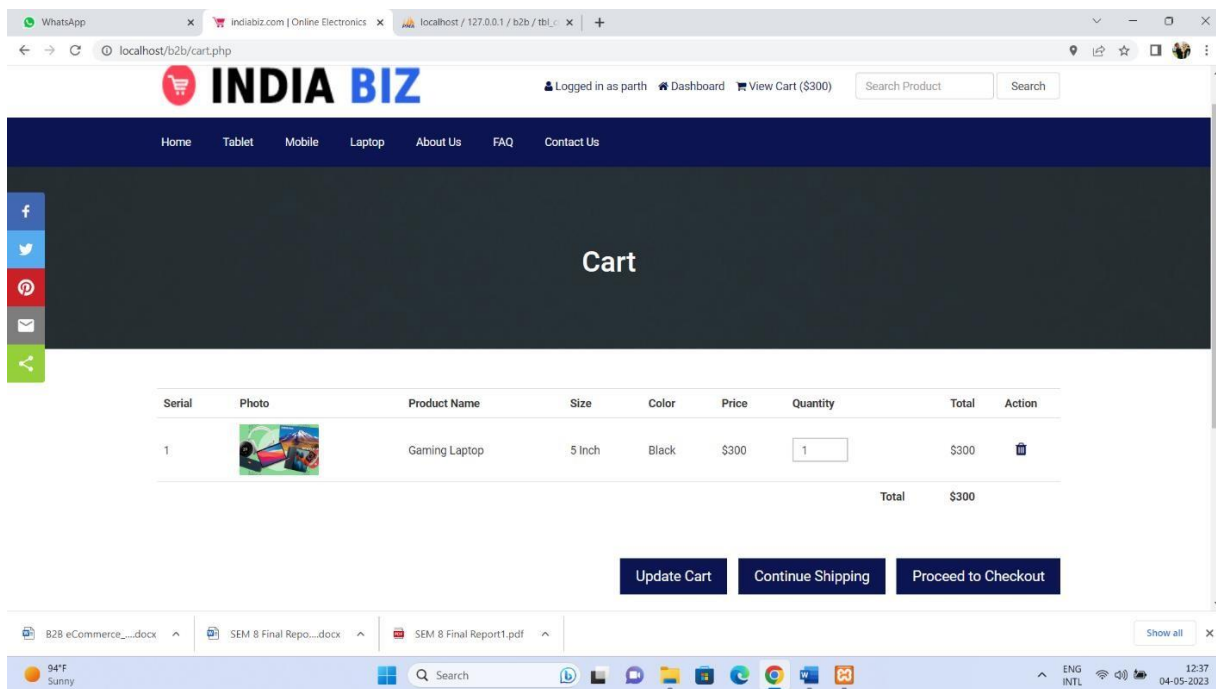 WhatsApp
indiabiz.com | Online Electronics
localhost / 127.0.0.1 / b2b / tbl_c
localhost/b2b/cart.php
INDIA BIZ
Logged in as parth Dashboard View Cart ($300)
Search Product
Search
Home Tablet Mobile Laptop About Us FAQ Contact Us
Cart
Serial Photo Product Name Size Color Price Quantity Total Action
1 Gaming Laptop 5 Inch Black $300 1 $300
Total $300
Update Cart
Continue Shipping
Proceed to Checkout
B2B eCommerce_....docx
SEM 8 Final Repo....docx
SEM 8 Final Report1.pdf
Show all
94°F
Sunny
Search
ENG
INTL
12:37
04-05-2023